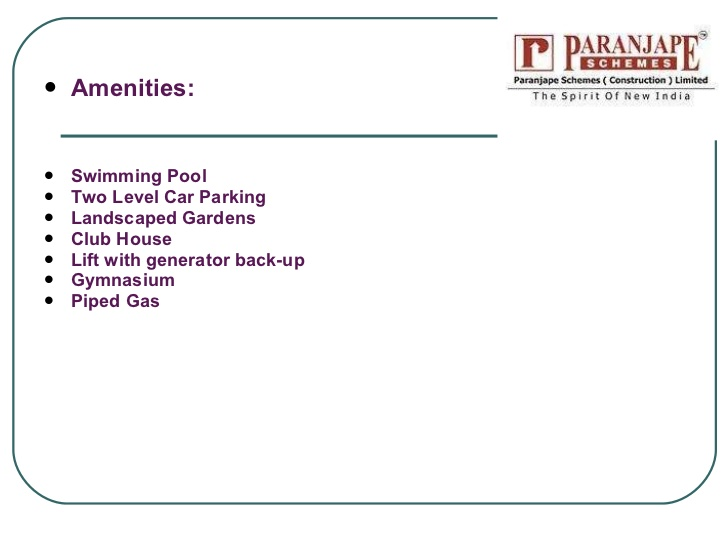 • Amenities:
PARANJAPE
SCHEMES
TM
Paranjape Schemes ( Construction ) Limited
The Spirit Of New India
• Swimming Pool
• Two Level Car Parking
• Landscaped Gardens
• Club House
• Lift with generator back-up
• Gymnasium
• Piped Gas